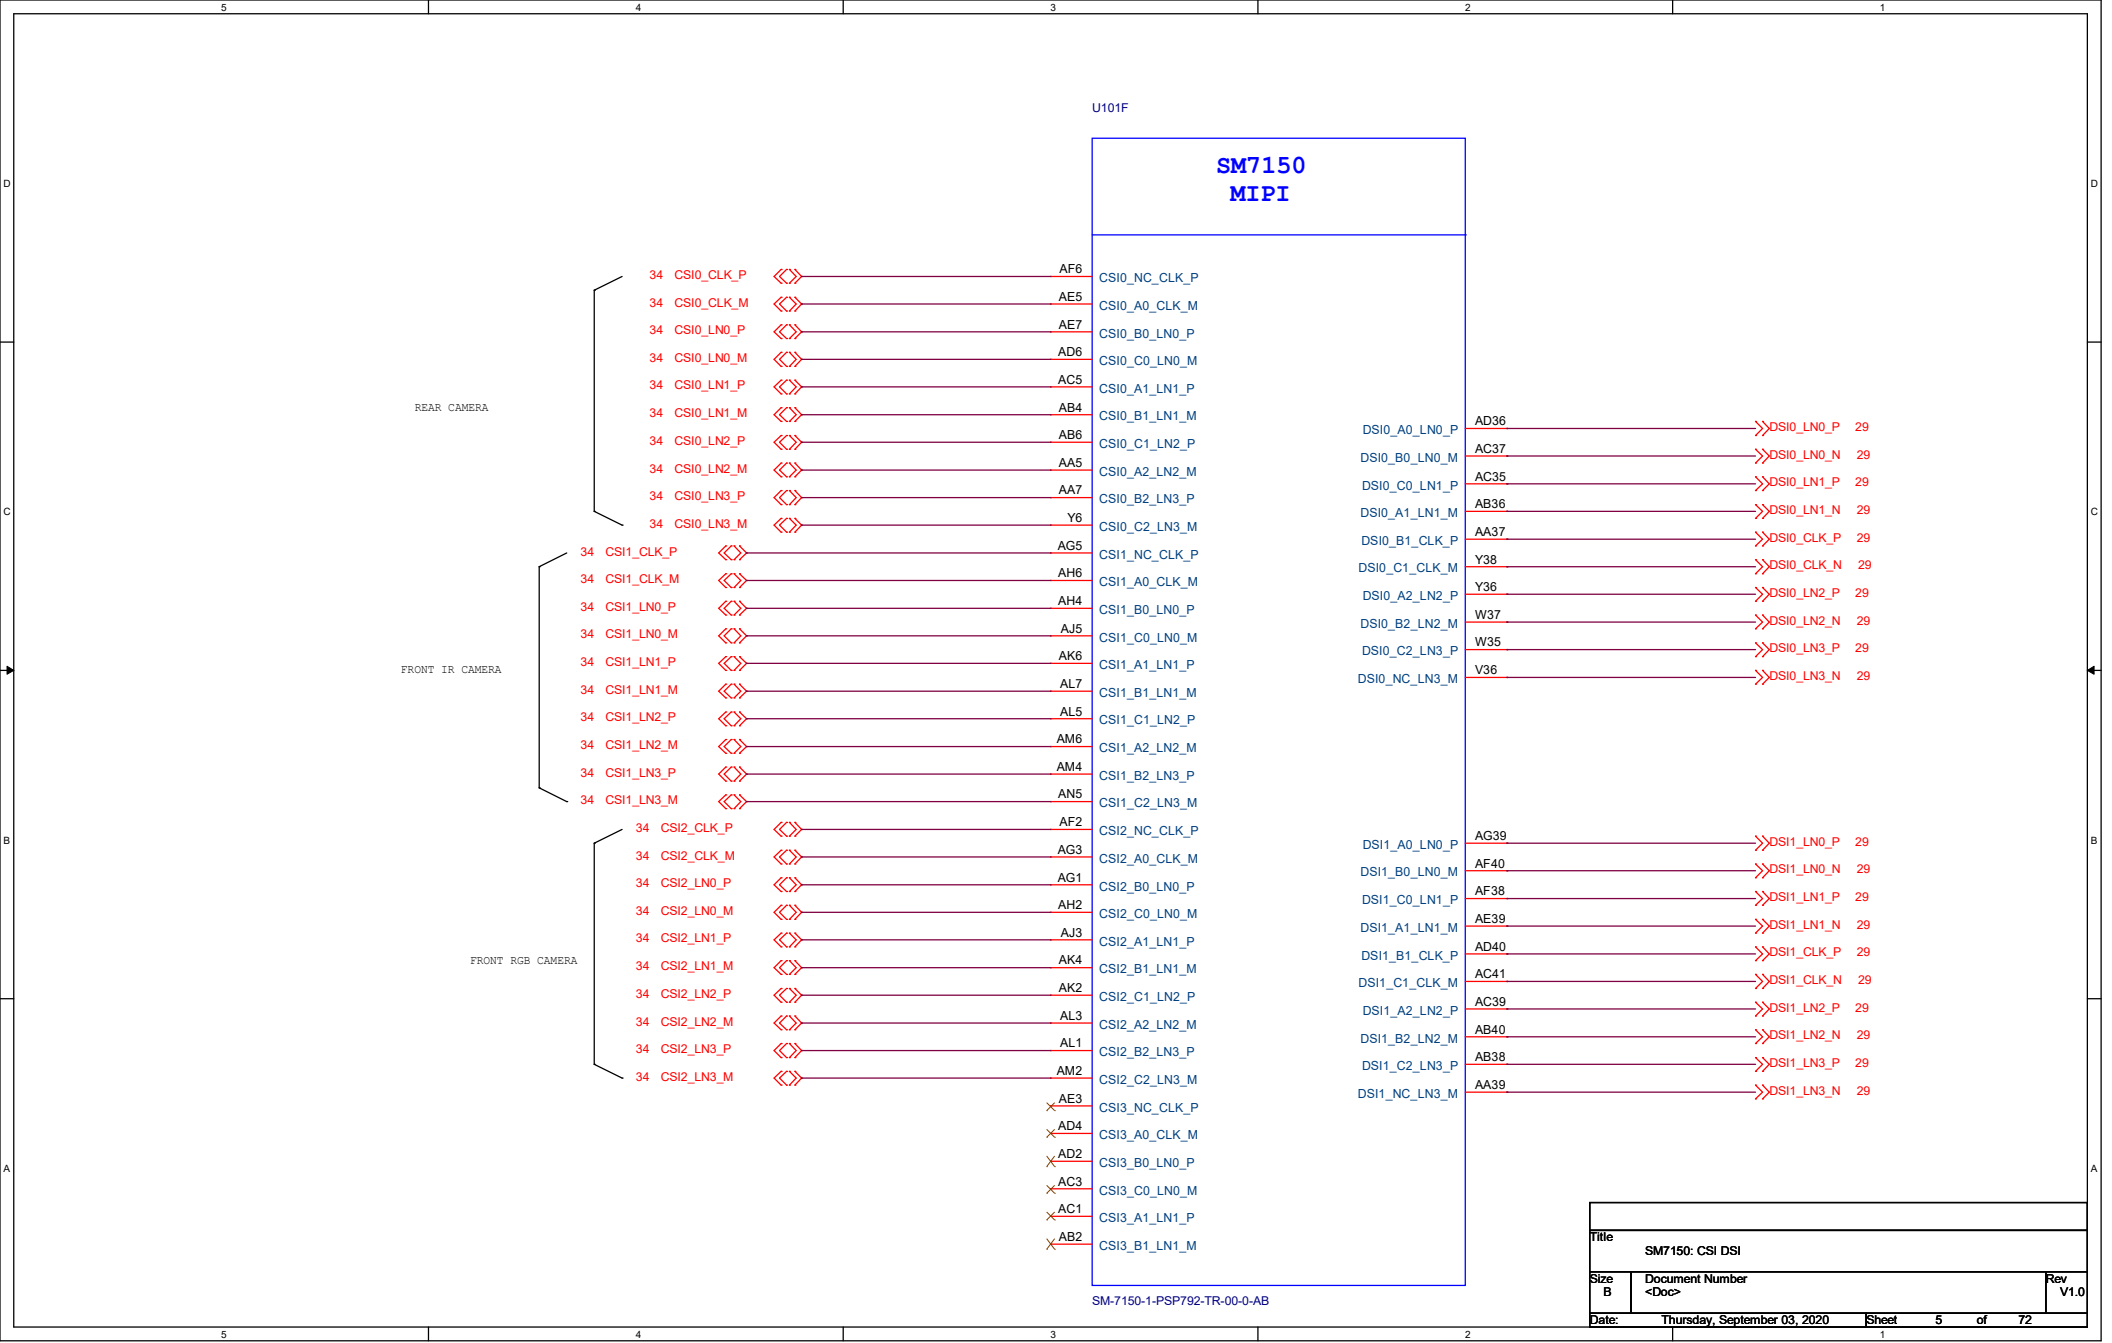 5 4 3 2 1
U101F
SM7150
MIPI
D D
34 CSI0_CLK_P AF6 CSI0_NC_CLK_P
34 CSI0_CLK_M AE5 CSI0_A0_CLK_M
34 CSI0_LN0_P AE7 CSI0_B0_LN0_P
34 CSI0_LN0_M AD6 CSI0_C0_LN0_M
34 CSI0_LN1_P AC5 CSI0_A1_LN1_P
REAR CAMERA
34 CSI0_LN1_M AB4 CSI0_B1_LN1_M
DSI0_A0_LN0_P AD36 DSI0_LN0_P 29
34 CSI0_LN2_P AB6 CSI0_C1_LN2_P
DSI0_B0_LN0_M AC37 DSI0_LN0_N 29
34 CSI0_LN2_M AA5 CSI0_A2_LN2_M
DSI0_C0_LN1_P AC35 DSI0_LN1_P 29
34 CSI0_LN3_P AA7 CSI0_B2_LN3_P
C DSI0_A1_LN1_M AB36 DSI0_LN1_N 29 C
34 CSI0_LN3_M Y6 CSI0_C2_LN3_M
DSI0_B1_CLK_P AA37 DSI0_CLK_P 29
34 CSI1_CLK_P AG5 CSI1_NC_CLK_P
DSI0_C1_CLK_M Y38 DSI0_CLK_N 29
34 CSI1_CLK_M AH6 CSI1_A0_CLK_M
DSI0_A2_LN2_P Y36 DSI0_LN2_P 29
34 CSI1_LN0_P AH4 CSI1_B0_LN0_P
DSI0_B2_LN2_M W37 DSI0_LN2_N 29
34 CSI1_LN0_M AJ5 CSI1_C0_LN0_M
DSI0_C2_LN3_P W35 DSI0_LN3_P 29
34 CSI1_LN1_P AK6 CSI1_A1_LN1_P
FRONT IR CAMERA
DSI0_NC_LN3_M V36 DSI0_LN3_N 29
34 CSI1_LN1_M AL7 CSI1_B1_LN1_M
34 CSI1_LN2_P AL5 CSI1_C1_LN2_P
34 CSI1_LN2_M AM6 CSI1_A2_LN2_M
34 CSI1_LN3_P AM4 CSI1_B2_LN3_P
34 CSI1_LN3_M AN5 CSI1_C2_LN3_M
34 CSI2_CLK_P AF2 CSI2_NC_CLK_P
B DSI1_A0_LN0_P AG39 DSI1_LN0_P 29 B
34 CSI2_CLK_M AG3 CSI2_A0_CLK_M
DSI1_B0_LN0_M AF40 DSI1_LN0_N 29
34 CSI2_LN0_P AG1 CSI2_B0_LN0_P
DSI1_C0_LN1_P AF38 DSI1_LN1_P 29
34 CSI2_LN0_M AH2 CSI2_C0_LN0_M
DSI1_A1_LN1_M AE39 DSI1_LN1_N 29
34 CSI2_LN1_P AJ3 CSI2_A1_LN1_P
DSI1_B1_CLK_P AD40 DSI1_CLK_P 29
FRONT RGB CAMERA
34 CSI2_LN1_M AK4 CSI2_B1_LN1_M
DSI1_C1_CLK_M AC41 DSI1_CLK_N 29
34 CSI2_LN2_P AK2 CSI2_C1_LN2_P
DSI1_A2_LN2_P AC39 DSI1_LN2_P 29
34 CSI2_LN2_M AL3 CSI2_A2_LN2_M
DSI1_B2_LN2_M AB40 DSI1_LN2_N 29
34 CSI2_LN3_P AL1 CSI2_B2_LN3_P
DSI1_C2_LN3_P AB38 DSI1_LN3_P 29
34 CSI2_LN3_M AM2 CSI2_C2_LN3_M
DSI1_NC_LN3_M AA39 DSI1_LN3_N 29
AE3 CSI3_NC_CLK_P
AD4 CSI3_A0_CLK_M
AD2 CSI3_B0_LN0_P
A A
AC3 CSI3_C0_LN0_M
AC1 CSI3_A1_LN1_P
AB2 CSI3_B1_LN1_M
SM-7150-1-PSP792-TR-00-0-AB
Title
SM7150: CSI DSI
Size Document Number Rev
B <Doc> V1.0
Date: Thursday, September 03, 2020 Sheet 5 of 72
5 4 3 2 1